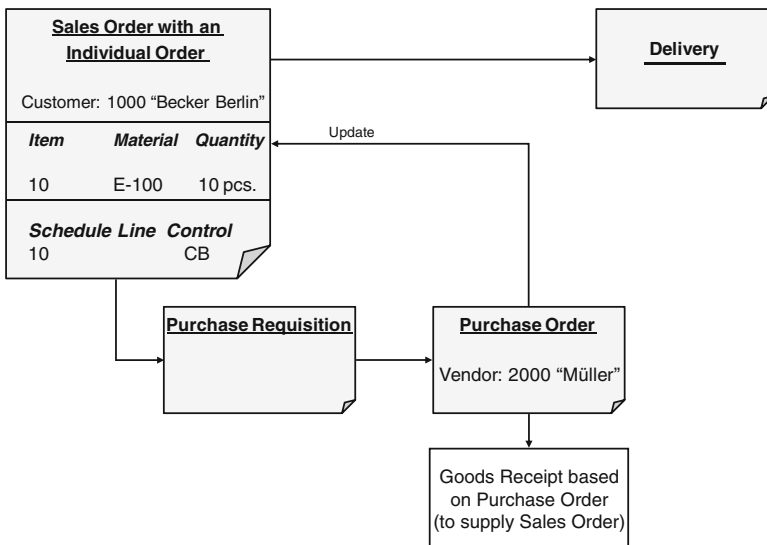 Sales Order with an
Individual Order
Customer: 1000 “Becker Berlin”
Item Material Quantity
10 E-100 10 pcs.
Schedule Line Control
10 CB
Delivery
Update
Purchase Requisition
Purchase Order
Vendor: 2000 “Müller”
Goods Receipt based
on Purchase Order
(to supply Sales Order)